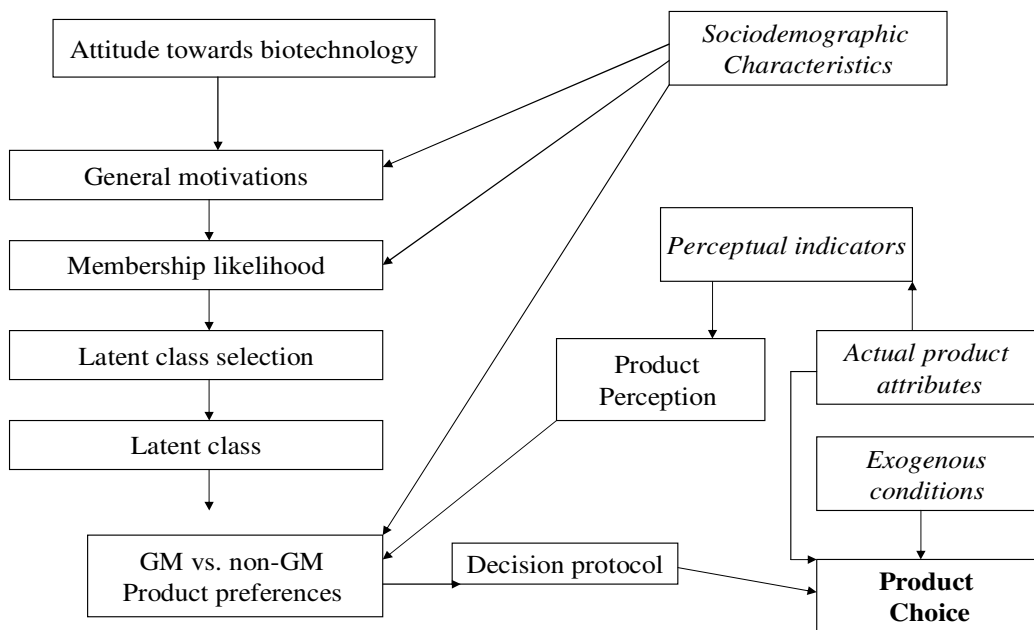 Attitude towards biotechnology
Sociodemographic
Characteristics
General motivations
Membership likelihood
Perceptual indicators
Latent class selection
Product
Perception
Actual product
attributes
Latent class
Exogenous
conditions
GM vs. non-GM
Product preferences
Decision protocol
Product
Choice